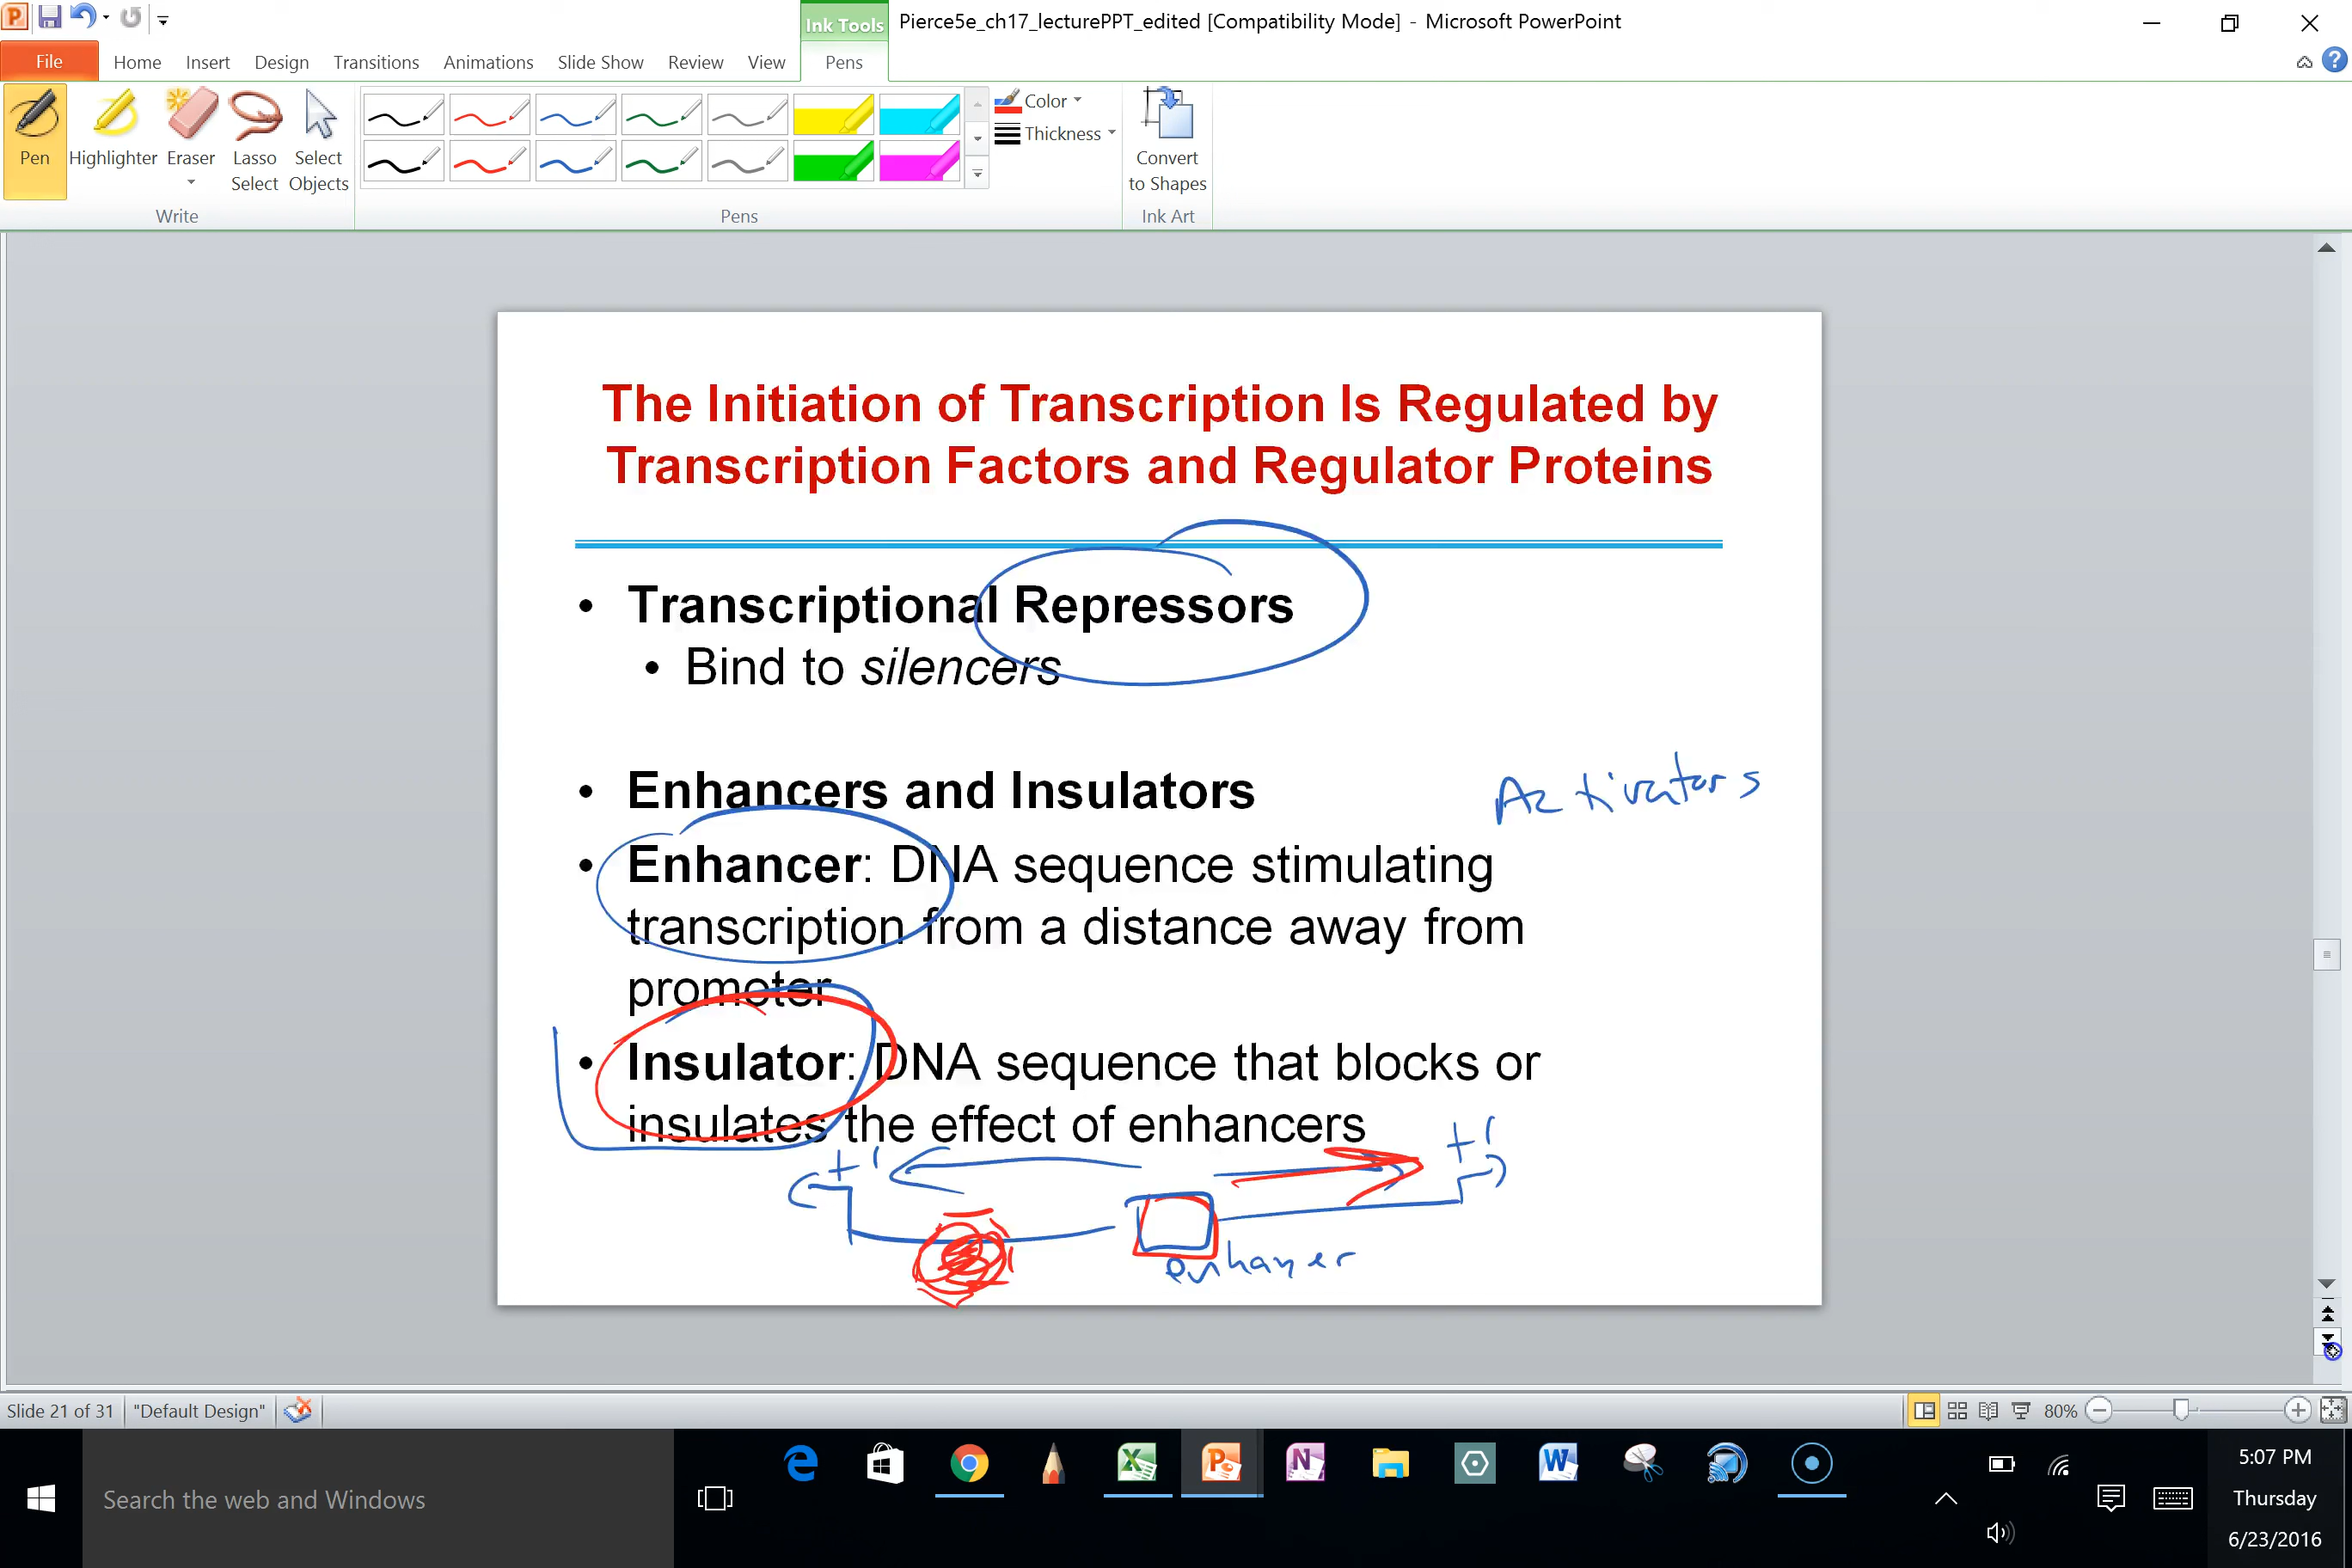 Ink Tools
Pierce5e_ch17_lecturePPT_edited [Compatibility Mode] - Microsoft PowerPoint
File Home Insert Design Transitions Animations Slide Show Review View Pens
Pen Highlighter Eraser Lasso Select Select Objects
Color
Thickness
Convert to Shapes
Write Pens Ink Art
The Initiation of Transcription Is Regulated by
Transcription Factors and Regulator Proteins
• Transcriptional Repressors
• Bind to silencers
• Enhancers and Insulators
Activators
• Enhancer: DNA sequence stimulating
transcription from a distance away from
promoter
• Insulator: DNA sequence that blocks or
insulates the effect of enhancers
+1 +1
enhaner
Slide 21 of 31 "Default Design" 80%
Search the web and Windows
5:07 PM
Thursday
6/23/2016